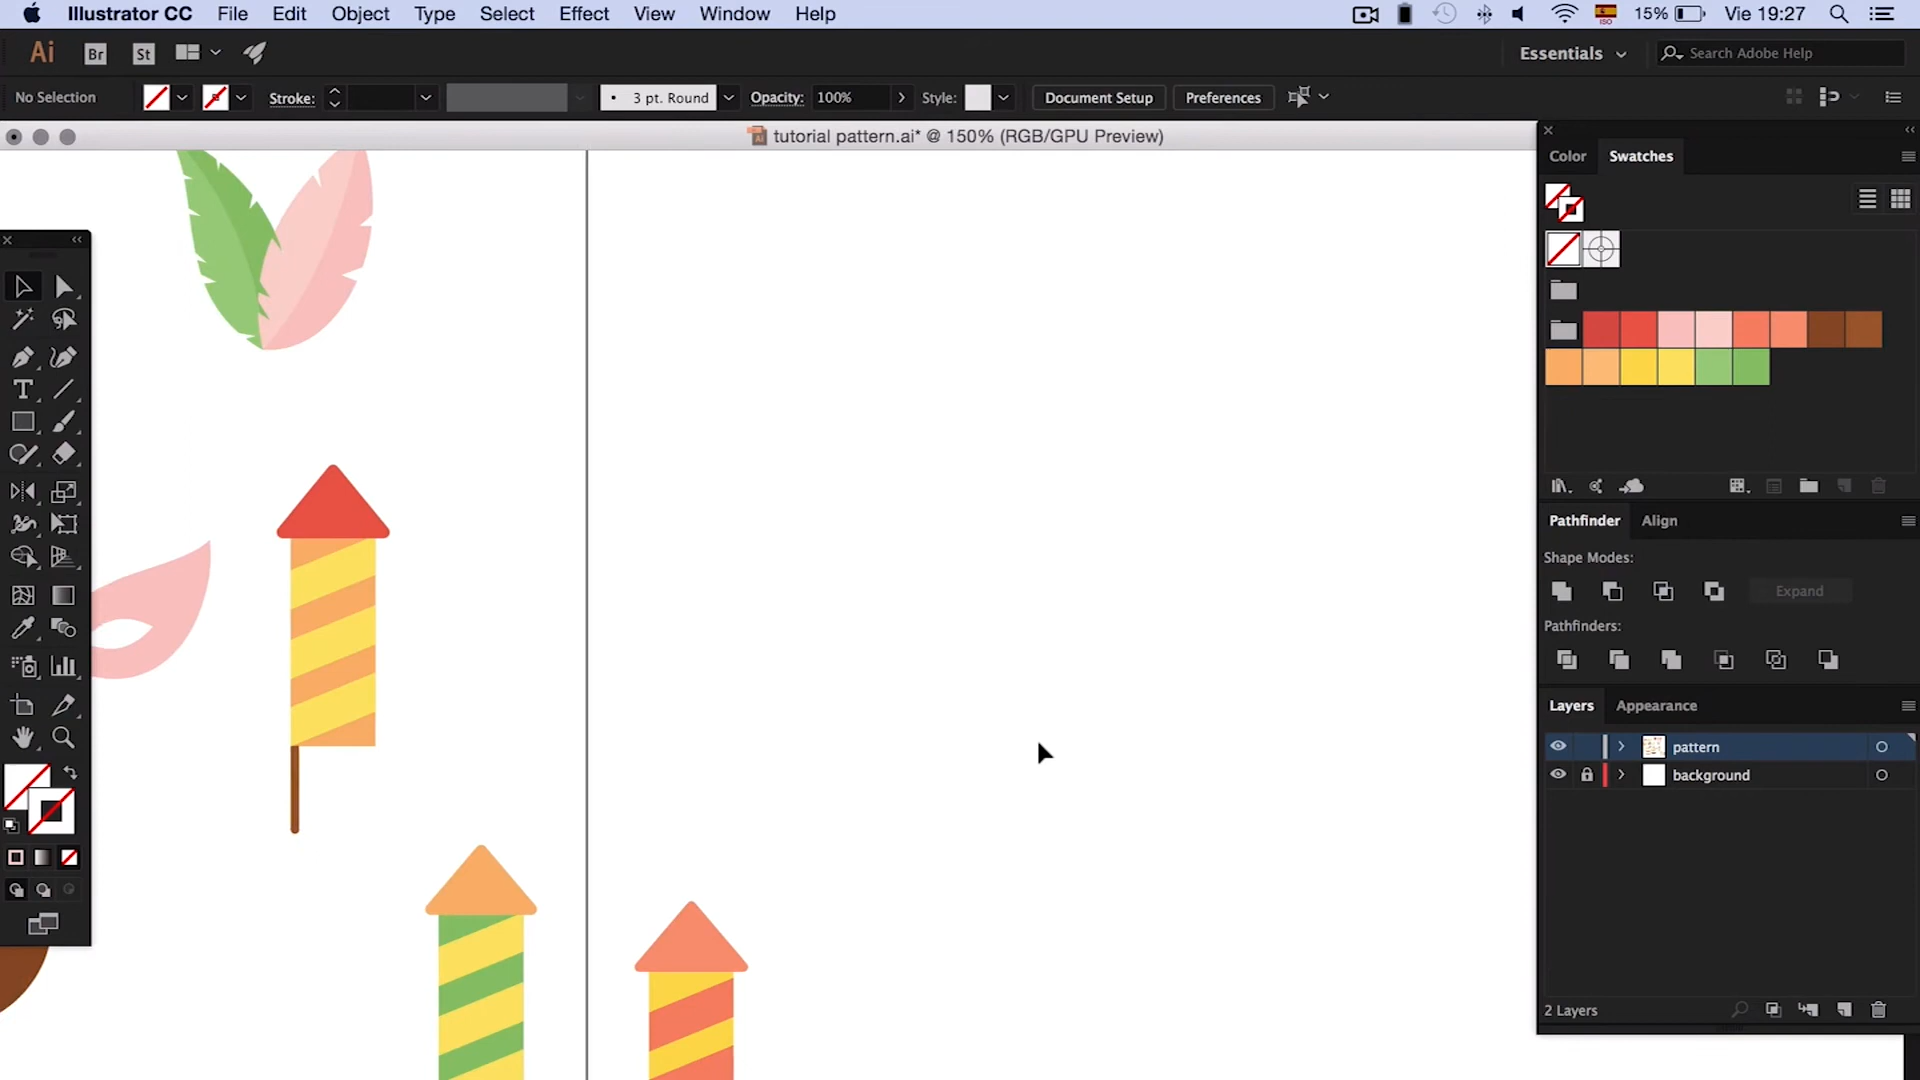 Illustrator CC File Edit Object Type Select Effect View Window Help 15% Vie 19:27
ISO
Ai Br St Essentials Search Adobe Help
No Selection Stroke: 3 pt. Round Opacity: 100% Style: Document Setup Preferences
tutorial pattern.ai* @ 150% (RGB/GPU Preview)
Color Swatches
T
Pathfinder Align
Shape Modes:
Expand
Pathfinders:
Layers Appearance
pattern
background
2 Layers